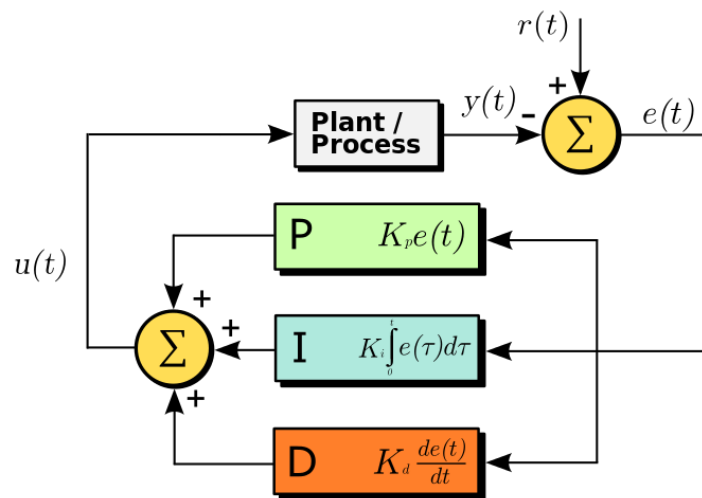 r(t)
+
Plant /
Process
y(t)
-
Σ
e(t)
P K_p e(t)
u(t)
+
Σ
+
I K_i ∫_0^t e(τ)dτ
+
D K_d de(t)/dt